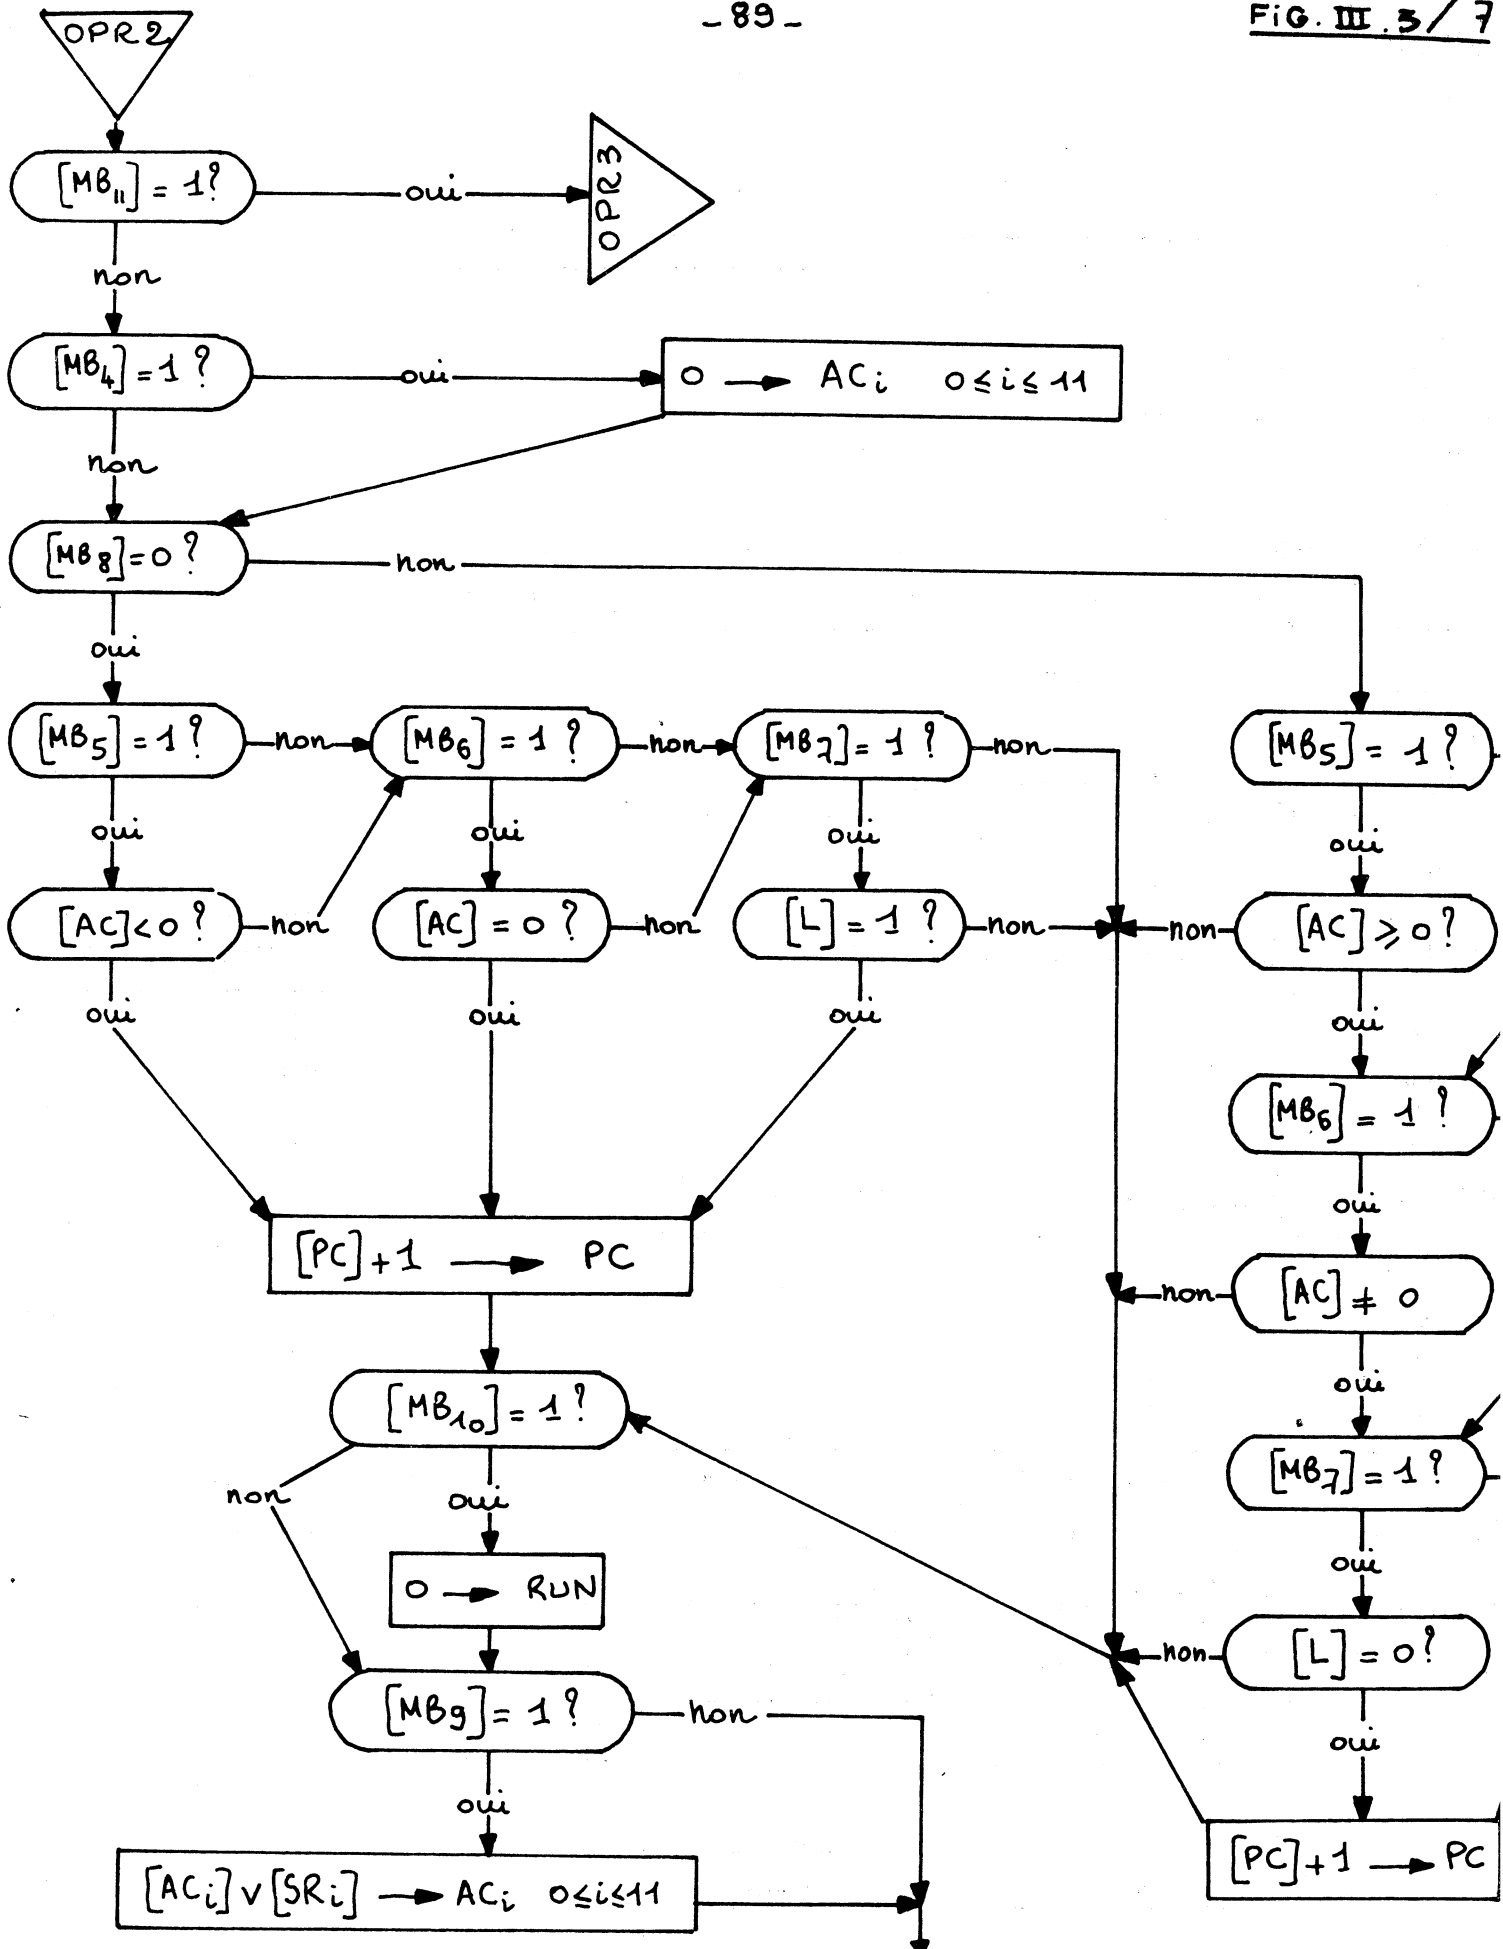 -89-
FiG. III.3/7
OPR2
[MB11] = 1?
oui
OPR3
non
[MB4] = 1 ?
oui
0 → ACi 0≤i≤11
non
[MB8] = 0 ?
non
oui
[MB5] = 1 ?
non
[MB6] = 1 ?
non
[MB7] = 1 ?
non
[MB5] = 1 ?
oui
oui
oui
oui
[AC] < 0 ?
non
[AC] = 0 ?
non
[L] = 1 ?
non
non
[AC] ≥ 0 ?
oui
oui
oui
oui
[MB6] = 1 ?
oui
[PC] + 1 → PC
non
[AC] ≠ 0
oui
[MB10] = 1 ?
[MB7] = 1 ?
non
oui
oui
0 → RUN
non
[L] = 0 ?
[MB9] = 1 ?
non
oui
oui
[PC] + 1 → PC
[ACi] v [SRi] → ACi 0≤i≤11